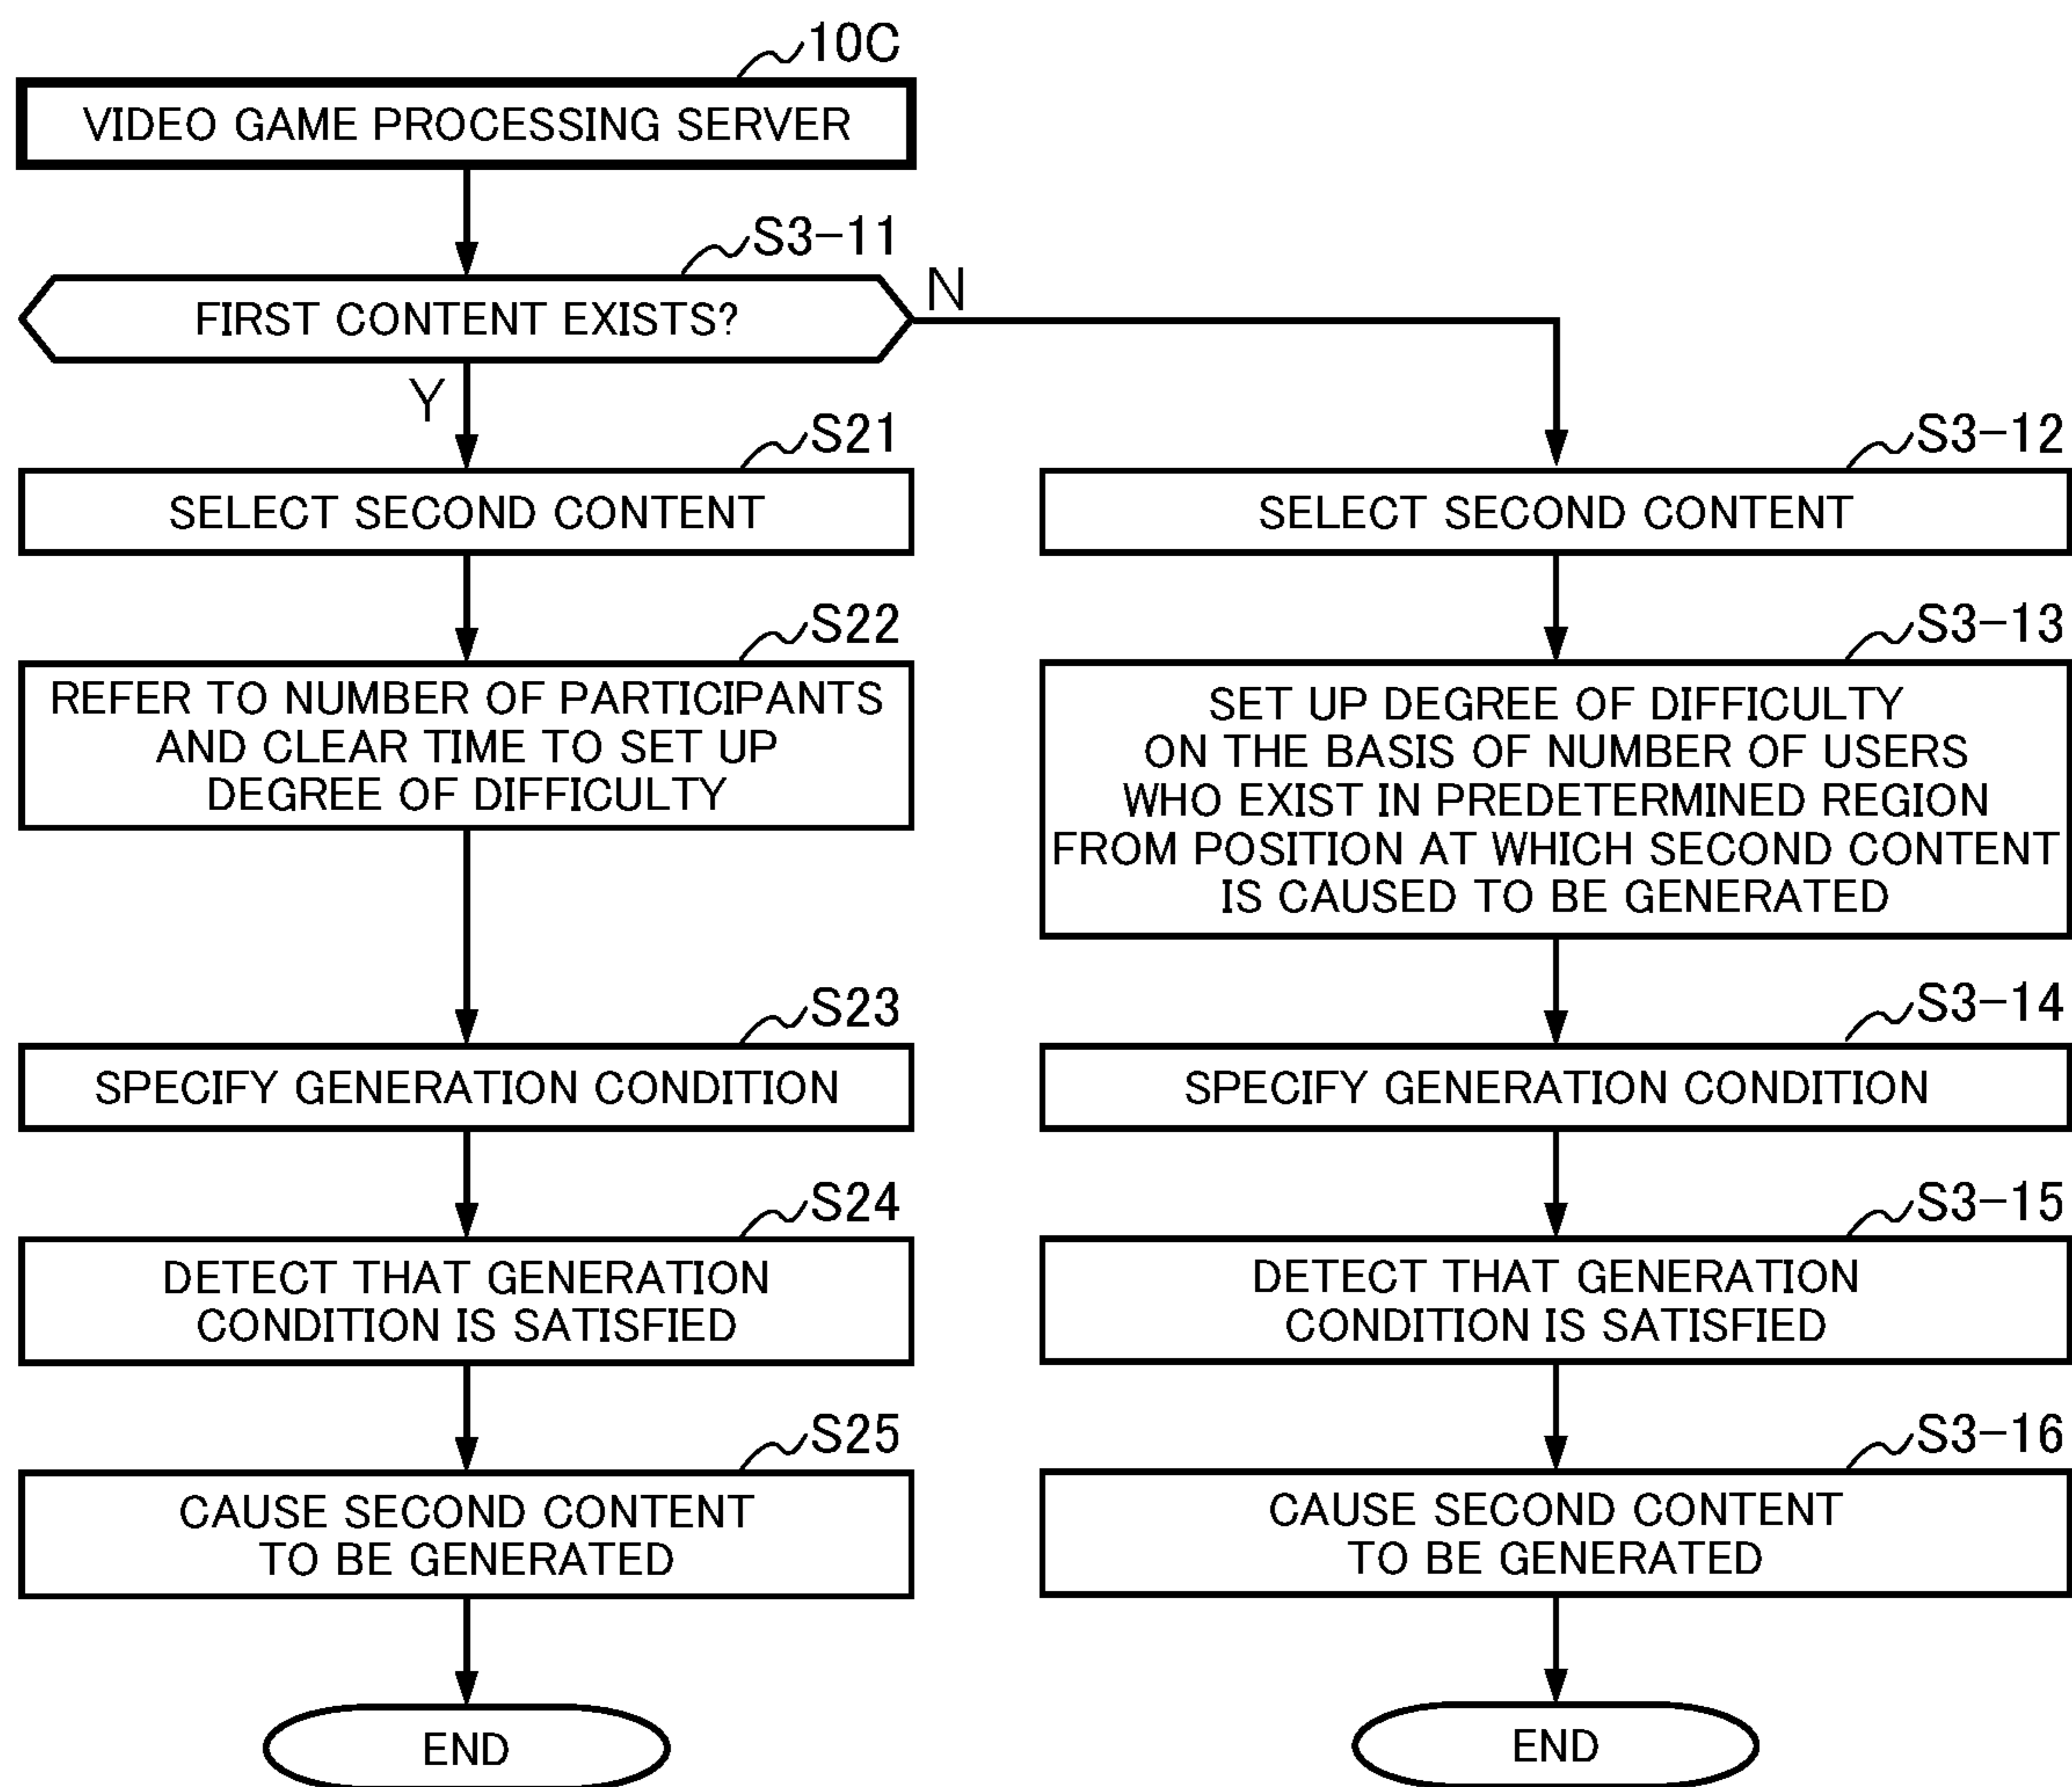 10C
VIDEO GAME PROCESSING SERVER
S3-11
FIRST CONTENT EXISTS?
N
Y
S21
SELECT SECOND CONTENT
S22
REFER TO NUMBER OF PARTICIPANTS
AND CLEAR TIME TO SET UP
DEGREE OF DIFFICULTY
S23
SPECIFY GENERATION CONDITION
S24
DETECT THAT GENERATION
CONDITION IS SATISFIED
S25
CAUSE SECOND CONTENT
TO BE GENERATED
END
S3-12
SELECT SECOND CONTENT
S3-13
SET UP DEGREE OF DIFFICULTY
ON THE BASIS OF NUMBER OF USERS
WHO EXIST IN PREDETERMINED REGION
FROM POSITION AT WHICH SECOND CONTENT
IS CAUSED TO BE GENERATED
S3-14
SPECIFY GENERATION CONDITION
S3-15
DETECT THAT GENERATION
CONDITION IS SATISFIED
S3-16
CAUSE SECOND CONTENT
TO BE GENERATED
END